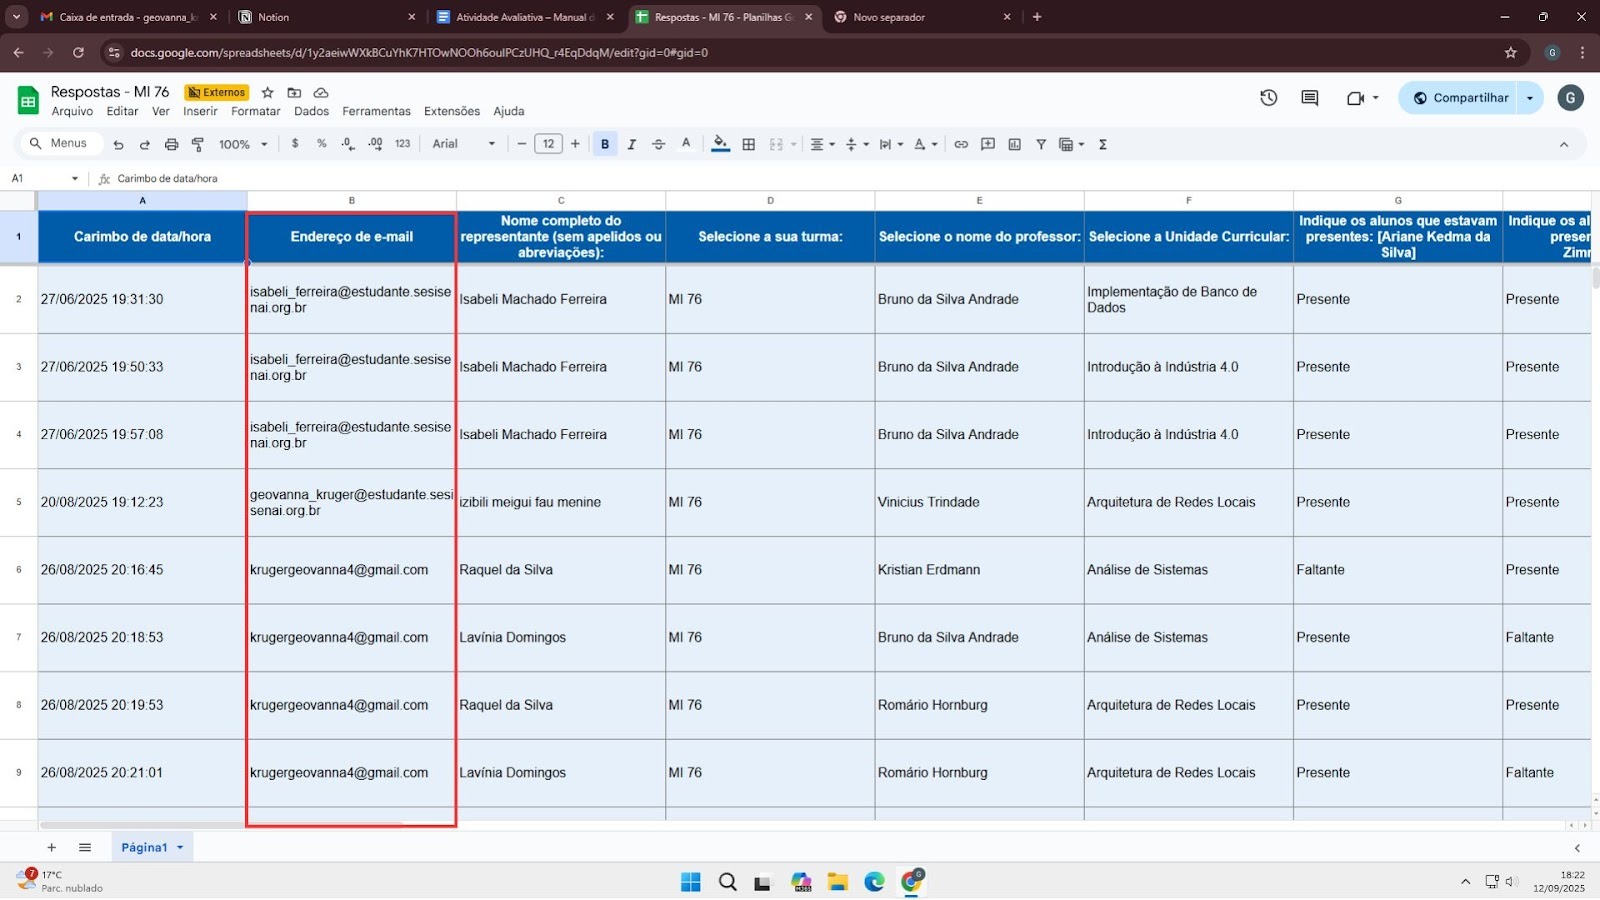 Caixa de entrada - geovanna_k
Notion
Atividade Avaliativa – Manual d
Respostas - MI 76 - Planilhas G
Novo separador
docs.google.com/spreadsheets/d/1y2aeiwWXkBCuYhK7HTOwNOOh6oulPCzUHQ_r4EqDdqM/edit?gid=0#gid=0
G
Respostas - MI 76
Externos
Arquivo Editar Ver Inserir Formatar Dados Ferramentas Extensões Ajuda
Compartilhar
G
Menus
100%
$ % .0 .00 123
Arial
12
B I A
Σ
A1
fx Carimbo de data/hora
A B C D E F G
1
Carimbo de data/hora
Endereço de e-mail
Nome completo do
representante (sem apelidos ou
abreviações):
Selecione a sua turma:
Selecione o nome do professor:
Selecione a Unidade Curricular:
Indique os alunos que estavam
presentes: [Ariane Kedma da
Silva]
Indique os al
preser
Zimr
2
27/06/2025 19:31:30
isabeli_ferreira@estudante.sesise
nai.org.br
Isabeli Machado Ferreira
MI 76
Bruno da Silva Andrade
Implementação de Banco de
Dados
Presente
Presente
3
27/06/2025 19:50:33
isabeli_ferreira@estudante.sesise
nai.org.br
Isabeli Machado Ferreira
MI 76
Bruno da Silva Andrade
Introdução à Indústria 4.0
Presente
Presente
4
27/06/2025 19:57:08
isabeli_ferreira@estudante.sesise
nai.org.br
Isabeli Machado Ferreira
MI 76
Bruno da Silva Andrade
Introdução à Indústria 4.0
Presente
Presente
5
20/08/2025 19:12:23
geovanna_kruger@estudante.sesi
senai.org.br
izibili meigui fau menine
MI 76
Vinicius Trindade
Arquitetura de Redes Locais
Presente
Presente
6
26/08/2025 20:16:45
krugergeovanna4@gmail.com
Raquel da Silva
MI 76
Kristian Erdmann
Análise de Sistemas
Faltante
Presente
7
26/08/2025 20:18:53
krugergeovanna4@gmail.com
Lavínia Domingos
MI 76
Bruno da Silva Andrade
Análise de Sistemas
Presente
Faltante
8
26/08/2025 20:19:53
krugergeovanna4@gmail.com
Raquel da Silva
MI 76
Romário Hornburg
Arquitetura de Redes Locais
Presente
Presente
9
26/08/2025 20:21:01
krugergeovanna4@gmail.com
Lavínia Domingos
MI 76
Romário Hornburg
Arquitetura de Redes Locais
Presente
Faltante
Página1
7
17°C
Parc. nublado
18:22
12/09/2025